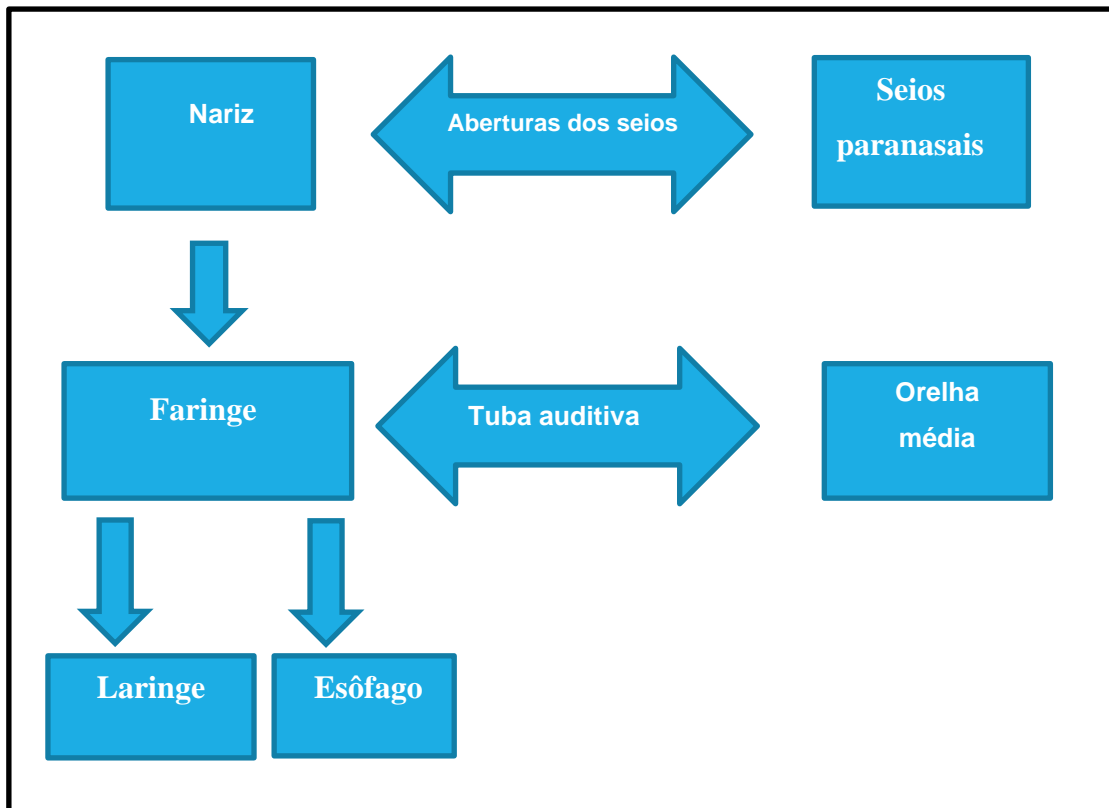 Nariz
Aberturas dos seios
Seios
paranasais
Faringe
Tuba auditiva
Orelha
média
Laringe
Esôfago